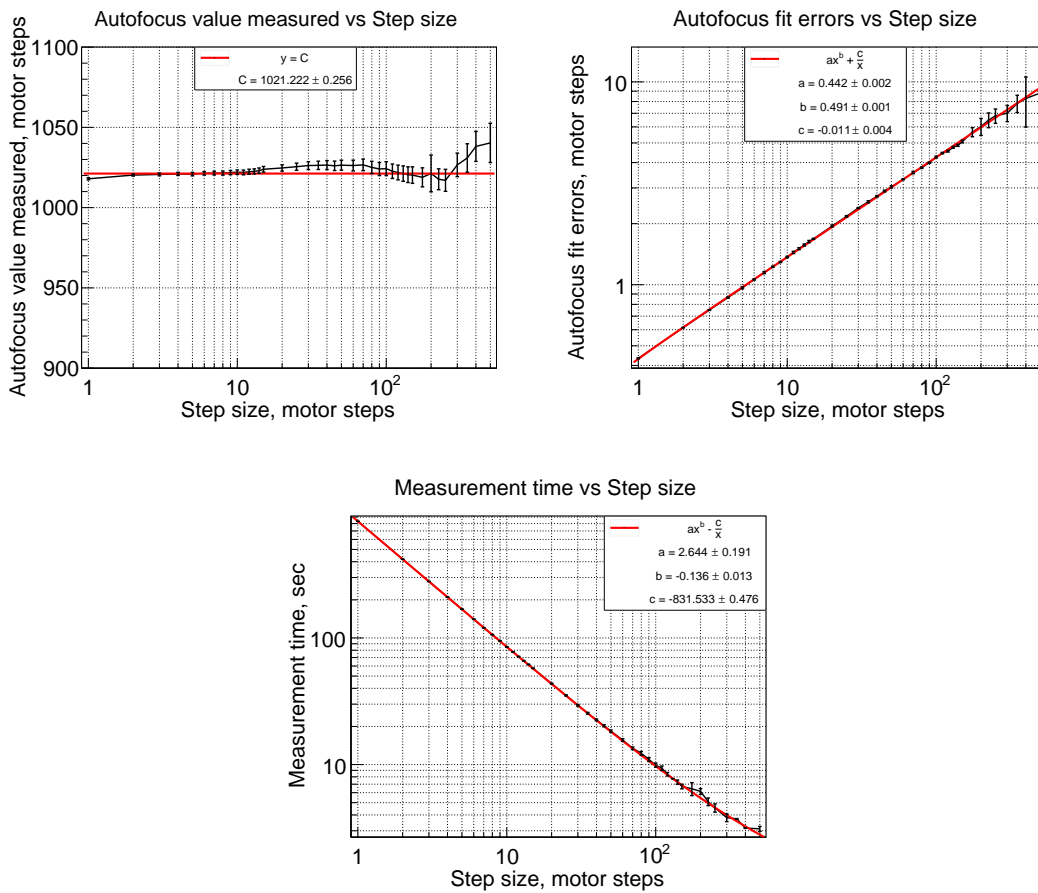 Autofocus value measured vs Step size
Autofocus value measured, motor steps
1100
1050
1000
950
900
y = C
C = 1021.222 ± 0.256
1
10
10²
Step size, motor steps
Autofocus fit errors vs Step size
Autofocus fit errors, motor steps
10
1
axᵇ + c/x
a = 0.442 ± 0.002
b = 0.491 ± 0.001
c = -0.011 ± 0.004
1
10
10²
Step size, motor steps
Measurement time vs Step size
Measurement time, sec
100
10
axᵇ - c/x
a = 2.644 ± 0.191
b = -0.136 ± 0.013
c = -831.533 ± 0.476
1
10
10²
Step size, motor steps